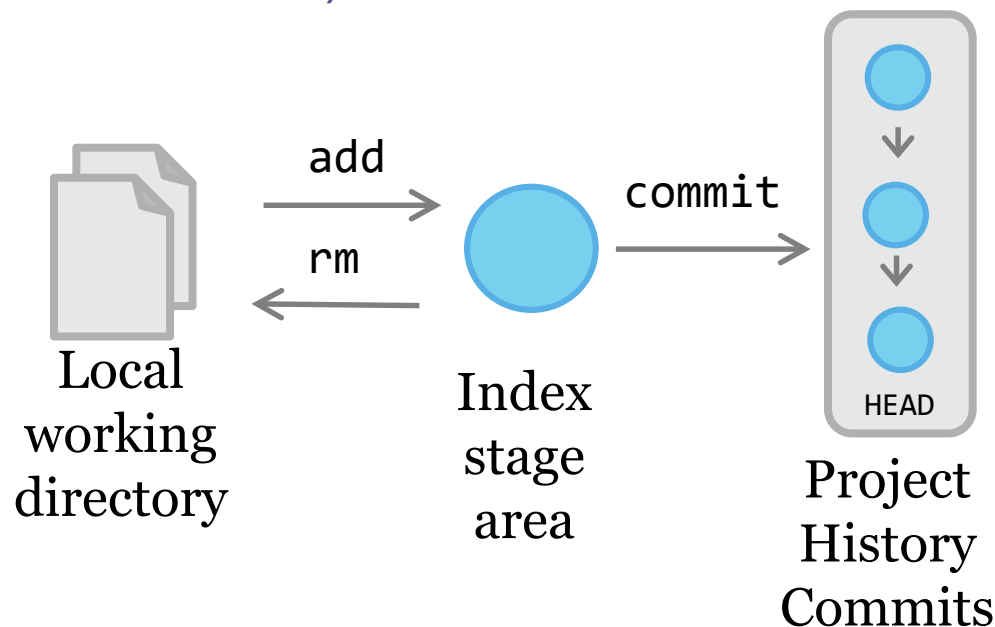 add
rm
commit
HEAD
Local
working
directory
Index
stage
area
Project
History
Commits